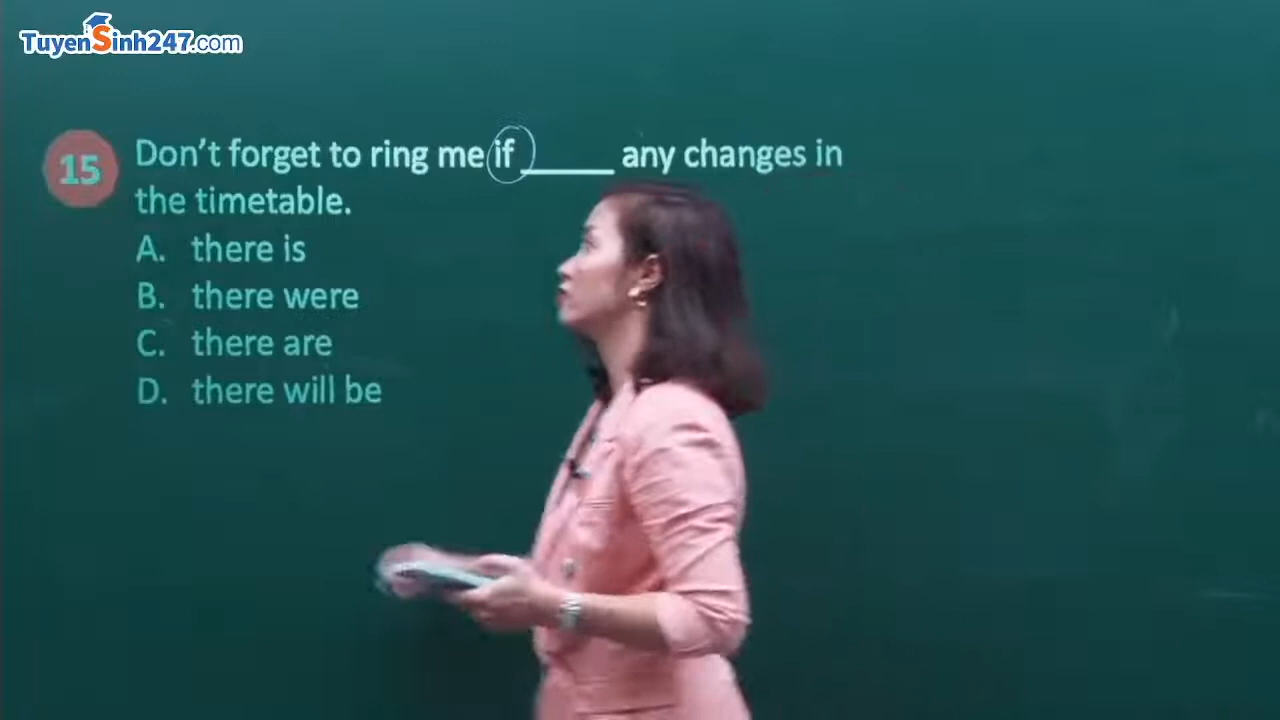 TuyenSinh247.com
15
Don't forget to ring me if _____ any changes in
the timetable.
A. there is
B. there were
C. there are
D. there will be